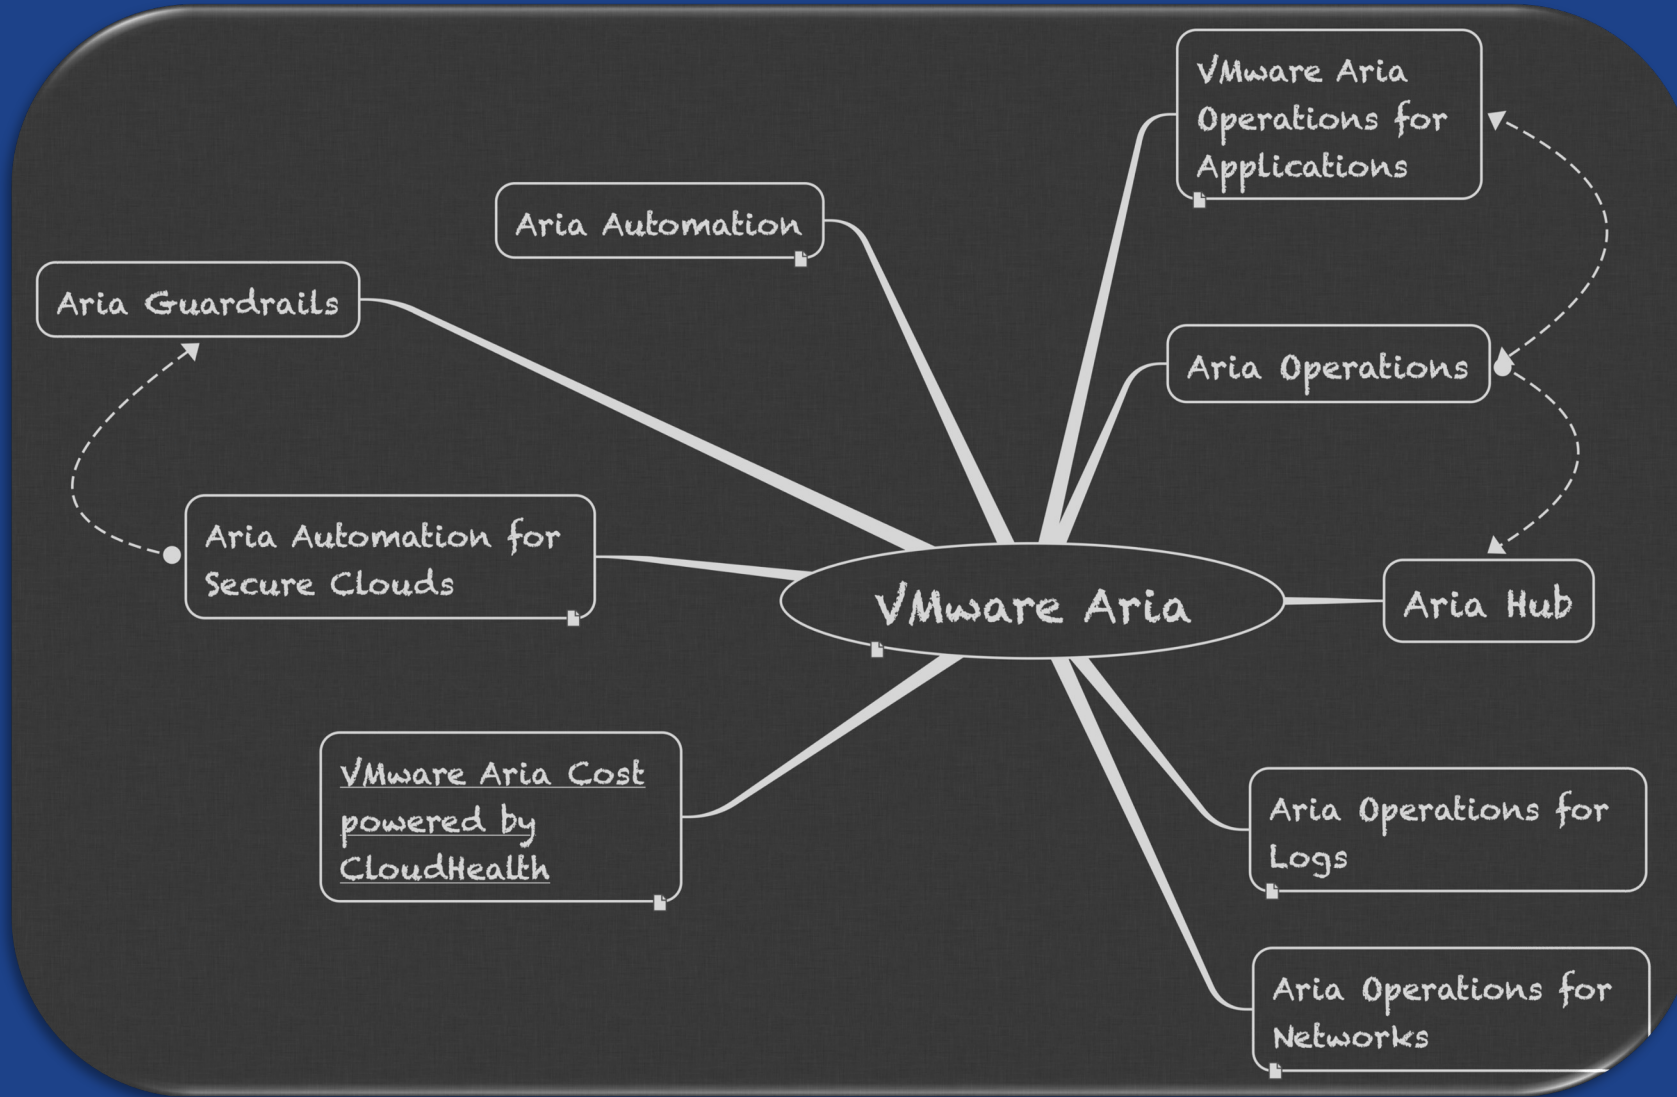 VMware Aria
Operations for
Applications
Aria Automation
Aria Guardrails
Aria Operations
Aria Automation for
Secure Clouds
VMware Aria
Aria Hub
VMware Aria Cost
powered by
CloudHealth
Aria Operations for
Logs
Aria Operations for
Networks